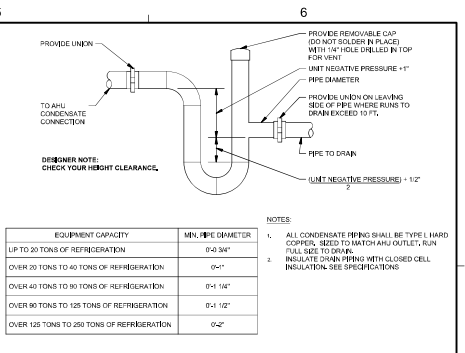 6
PROVIDE UNION
PROVIDE REMOVABLE CAP
(DO NOT SOLDER IN PLACE)
WITH 1/4" HOLE DRILLED IN TOP
FOR VENT
UNIT NEGATIVE PRESSURE +1"
PIPE DIAMETER
PROVIDE UNION ON LEAVING
SIDE OF PIPE WHERE RUNS TO
DRAIN EXCEED 10 FT.
TO AHU
CONDENSATE
CONNECTION
PIPE TO DRAIN
DESIGNER NOTE:
CHECK YOUR HEIGHT CLEARANCE.
(UNIT NEGATIVE PRESSURE) + 1/2"
2
EQUIPMENT CAPACITY MIN. PIPE DIAMETER
UP TO 20 TONS OF REFRIGERATION 0'-0 3/4"
OVER 20 TONS TO 40 TONS OF REFRIGERATION 0'-1"
OVER 40 TONS TO 90 TONS OF REFRIGERATION 0'-1 1/4"
OVER 90 TONS TO 125 TONS OF REFRIGERATION 0'-1 1/2"
OVER 125 TONS TO 250 TONS OF REFRIGERATION 0'-2"
NOTES:
1. ALL CONDENSATE PIPING SHALL BE TYPE L HARD
COPPER, SIZED TO MATCH AHU OUTLET, RUN
FULL SIZE TO DRAIN.
2. INSULATE DRAIN PIPING WITH CLOSED CELL
INSULATION. SEE SPECIFICATIONS